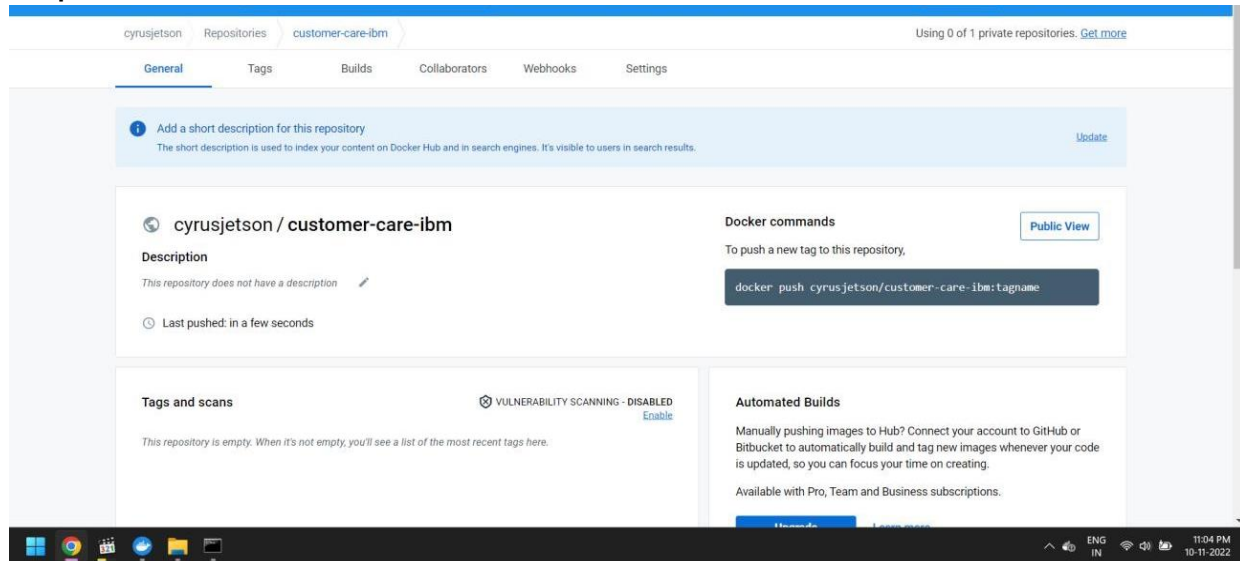 cyrusjetson Repositories customer-care-ibm Using 0 of 1 private repositories. Get more
General Tags Builds Collaborators Webhooks Settings
Add a short description for this repository
The short description is used to index your content on Docker Hub and in search engines. It's visible to users in search results.
Update
cyrusjetson / customer-care-ibm
Description
This repository does not have a description
Last pushed: in a few seconds
Docker commands
Public View
To push a new tag to this repository,
docker push cyrusjetson/customer-care-ibm:tagname
Tags and scans
VULNERABILITY SCANNING - DISABLED
Enable
This repository is empty. When it's not empty, you'll see a list of the most recent tags here.
Automated Builds
Manually pushing images to Hub? Connect your account to GitHub or
Bitbucket to automatically build and tag new images whenever your code
is updated, so you can focus your time on creating.
Available with Pro, Team and Business subscriptions.
Upgrade Learn more
ENG
IN
11:04 PM
10-11-2022